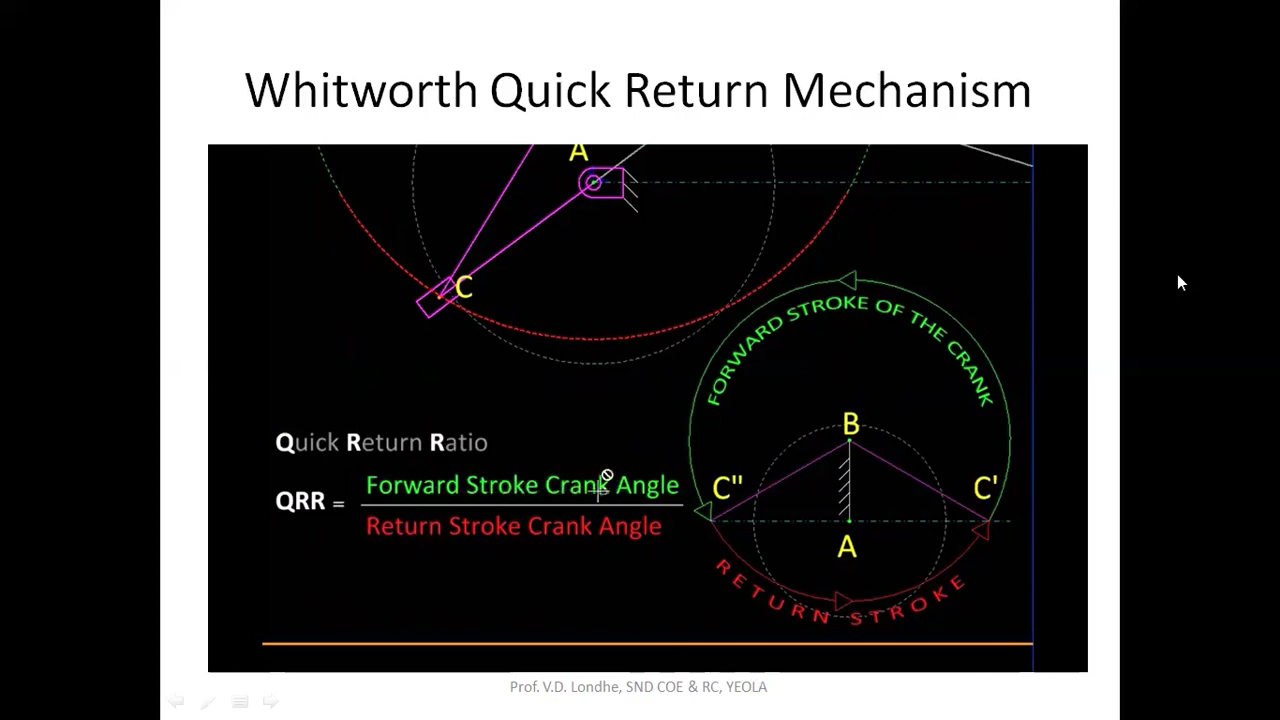 Whitworth Quick Return Mechanism
A
C
FORWARD STROKE OF THE CRANK
Quick Return Ratio
QRR = Forward Stroke Crank Angle
Return Stroke Crank Angle
B
C"
C'
A
RETURN STROKE
Prof. V.D. Londhe, SND COE & RC, YEOLA